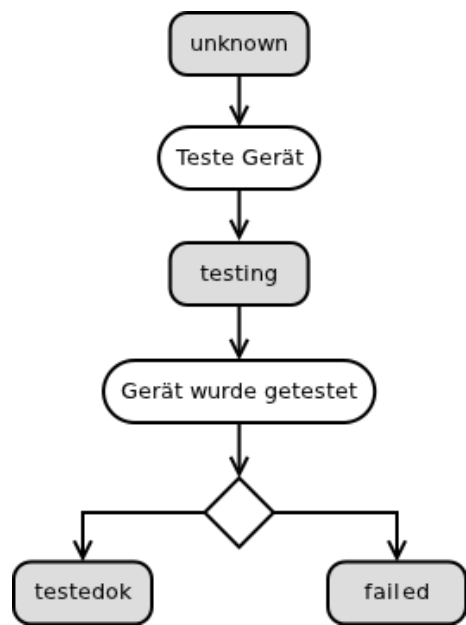 unknown
Teste Gerät
testing
Gerät wurde getestet
testedok
failed